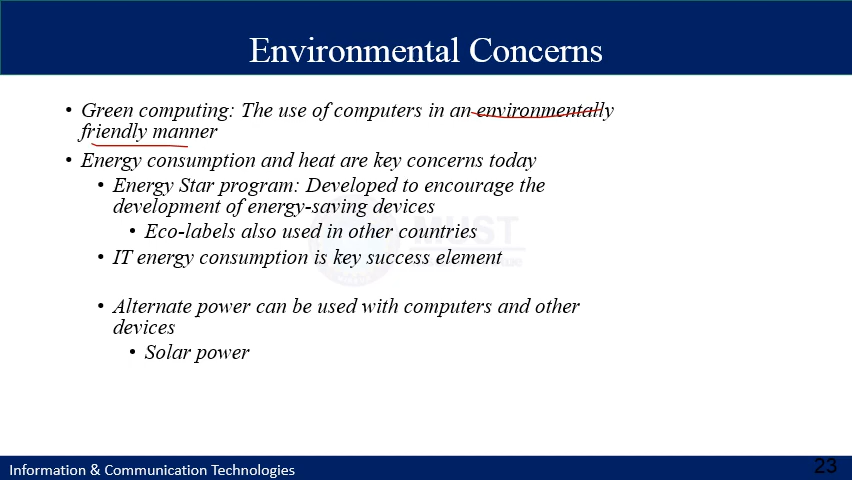 Environmental Concerns
• Green computing: The use of computers in an environmentally
friendly manner
• Energy consumption and heat are key concerns today
• Energy Star program: Developed to encourage the
development of energy-saving devices
• Eco-labels also used in other countries
MUST
• IT energy consumption is key success element
• Alternate power can be used with computers and other
devices
• Solar power
Information & Communication Technologies
23